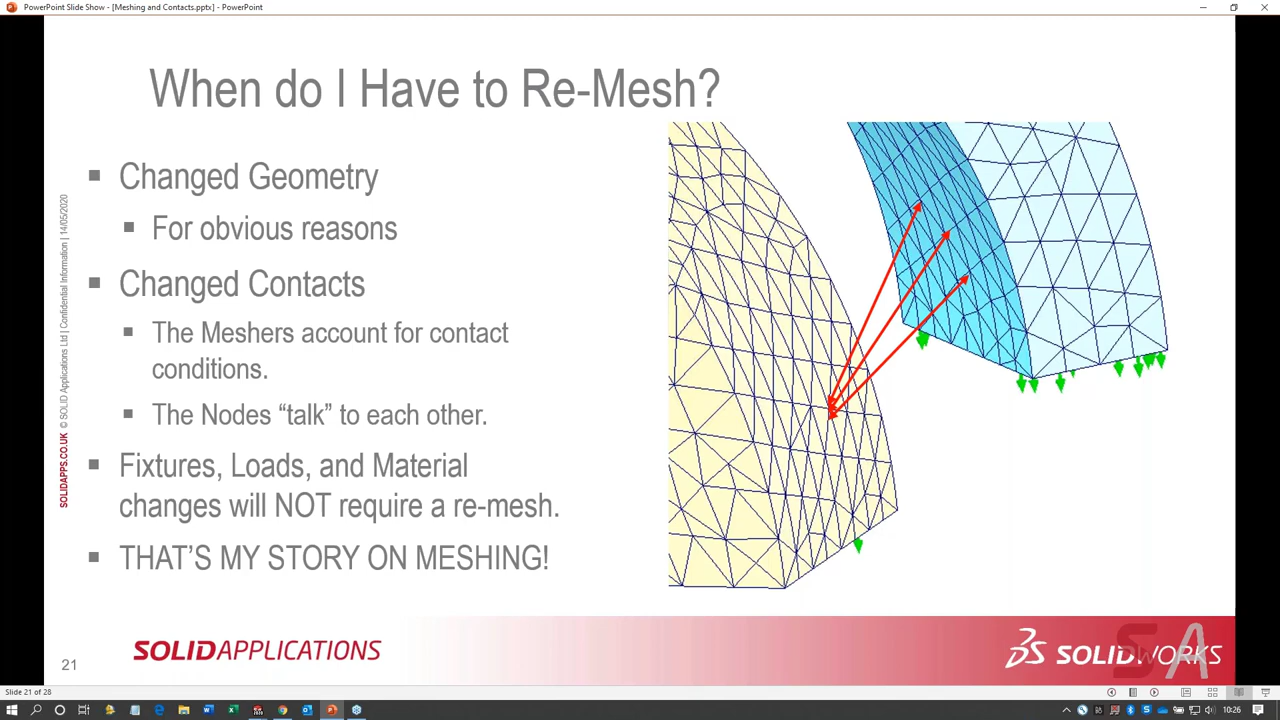 PowerPoint Slide Show - [Meshing and Contacts.pptx] - PowerPoint
When do I Have to Re-Mesh?
Changed Geometry
For obvious reasons
Changed Contacts
The Meshers account for contact
conditions.
The Nodes “talk” to each other.
Fixtures, Loads, and Material
changes will NOT require a re-mesh.
THAT’S MY STORY ON MESHING!
SOLIDAPPS.CO.UK © SOLID Applications Ltd | Confidential Information | 14/05/2020
21
SOLIDAPPLICATIONS
SOLIDWORKS
SA
Slide 21 of 28
10:26